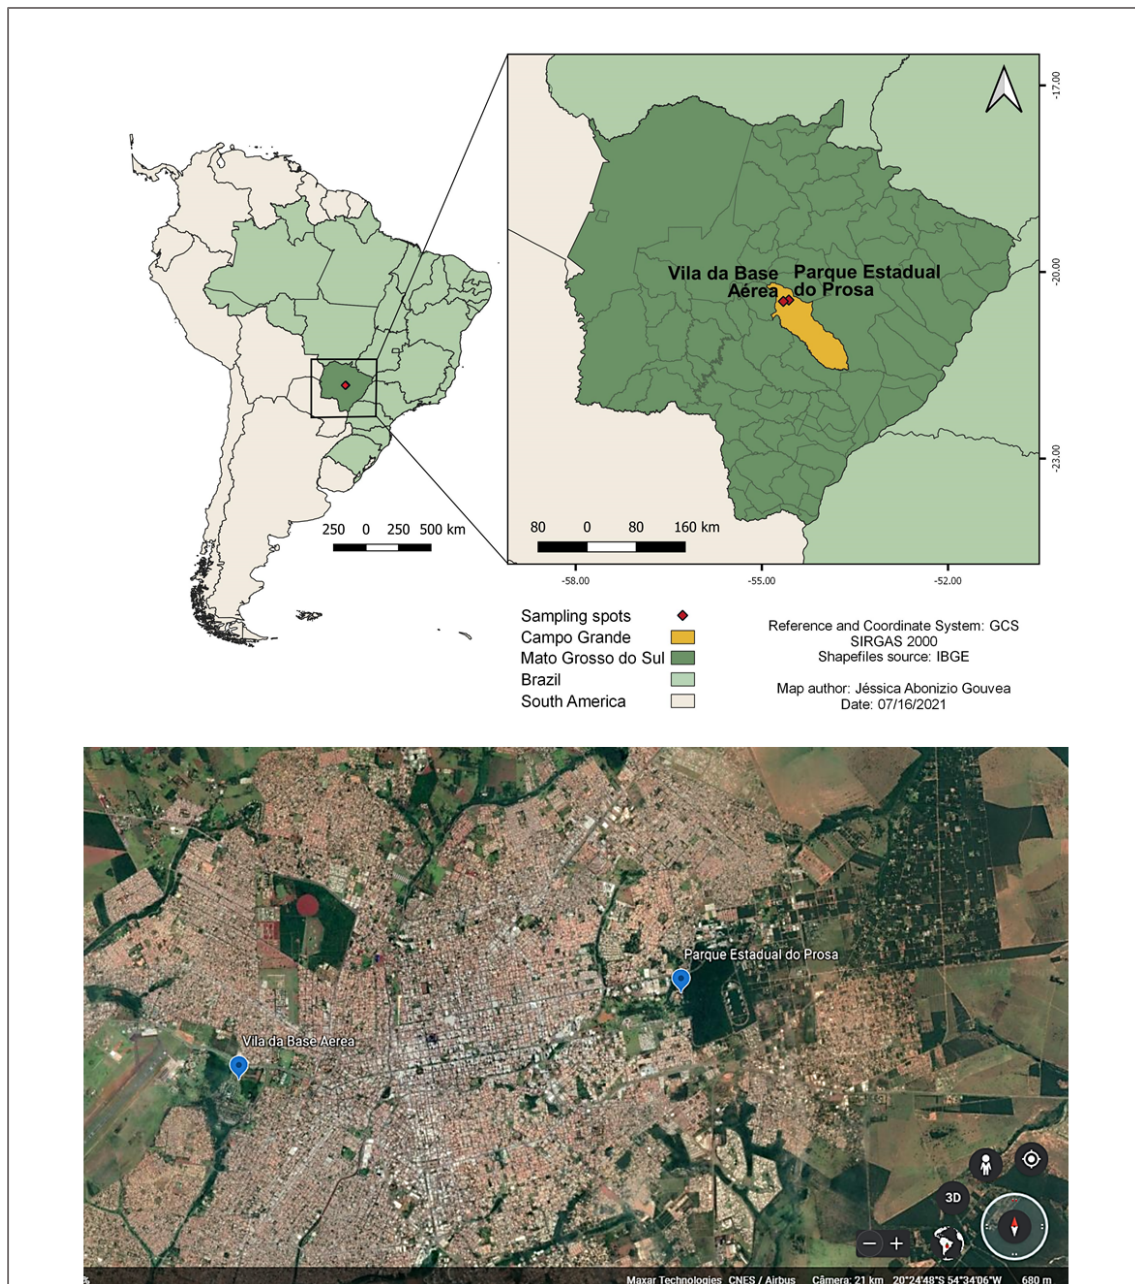 -17.00
Vila da Base
Aérea
Parque Estadual
do Prosa
-20.00
-23.00
250 0 250 500 km
80 0 80 160 km
-58.00 -55.00 -52.00
Sampling spots
Campo Grande
Mato Grosso do Sul
Brazil
South America
Reference and Coordinate System: GCS
SIRGAS 2000
Shapefiles source: IBGE
Map author: Jéssica Abonizio Gouvea
Date: 07/16/2021
Parque Estadual do Prosa
Vila da Base Aerea
3D
%
Maxar Technologies CNES / Airbus Câmera: 21 km 20°24'48"S 54°34'06"W 680 m